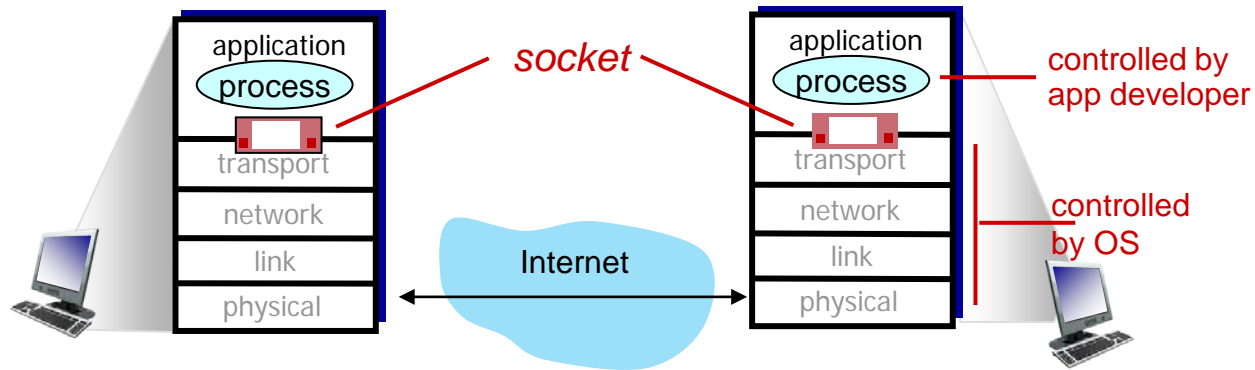 application
process
transport
network
link
physical
socket
Internet
application
process
transport
network
link
physical
controlled by
app developer
controlled
by OS